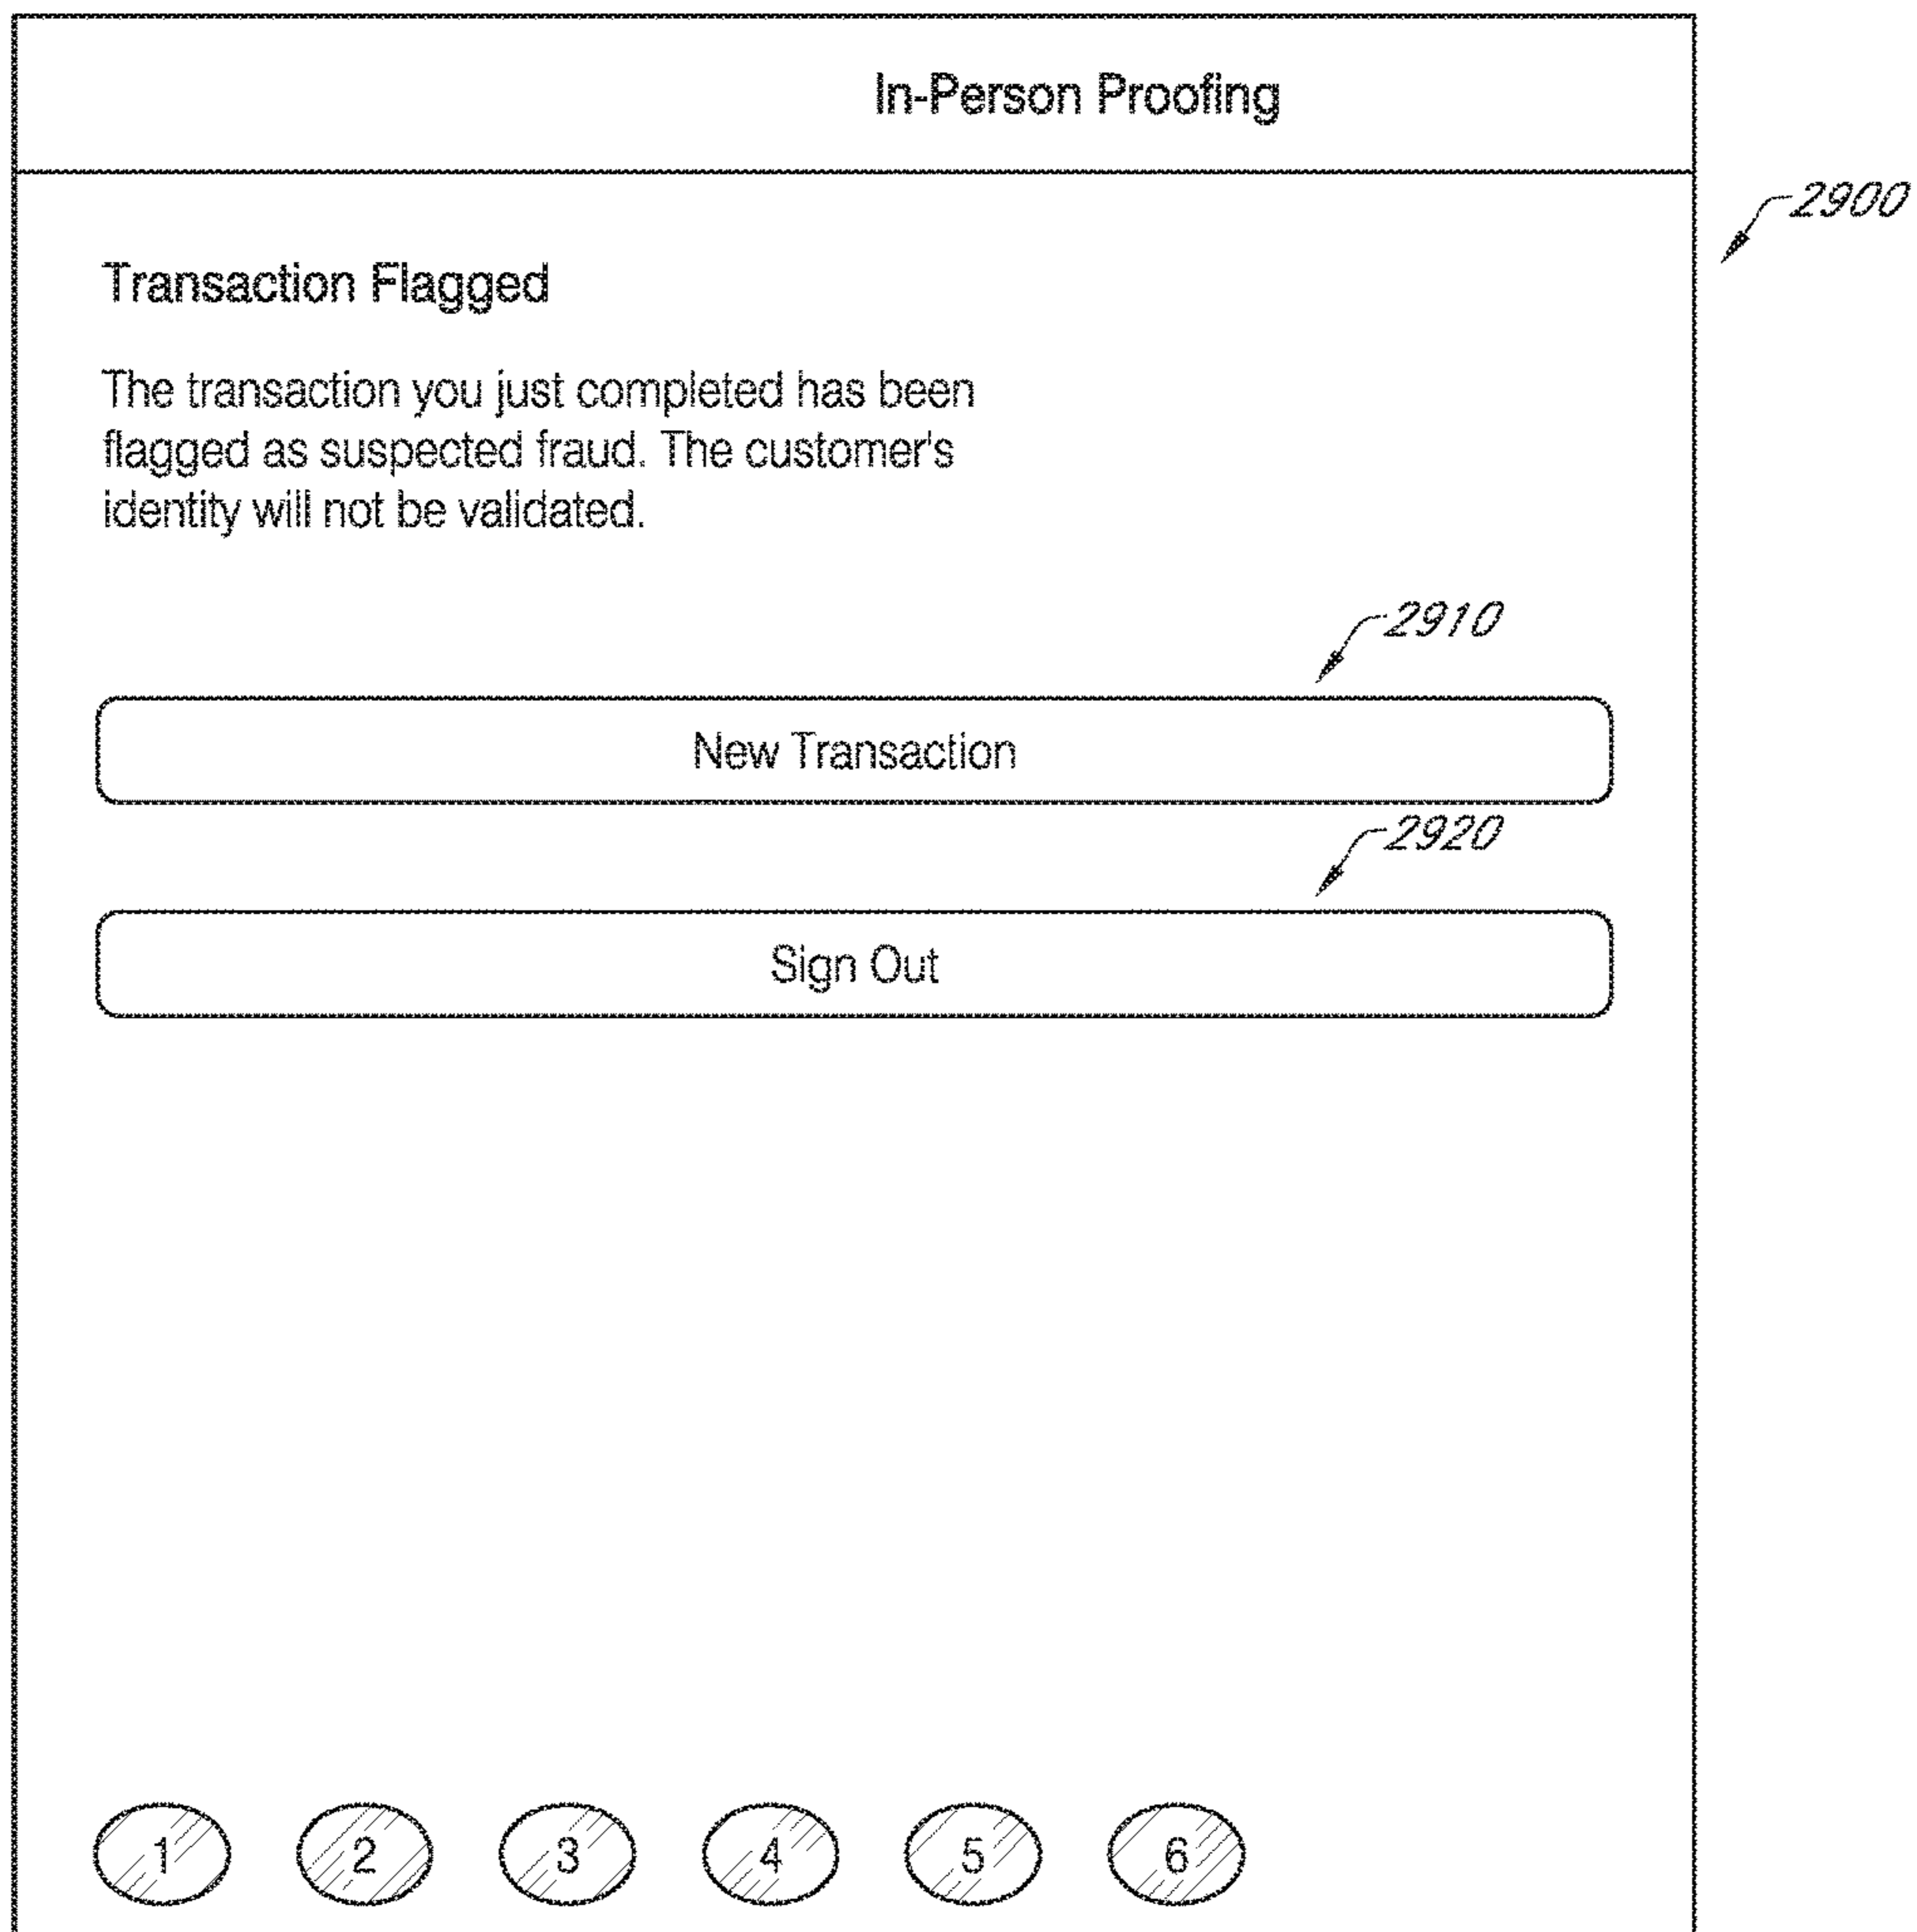 In-Person Proofing
2900
Transaction Flagged
The transaction you just completed has been
flagged as suspected fraud. The customer's
identity will not be validated.
2910
New Transaction
2920
Sign Out
1 2 3 4 5 6